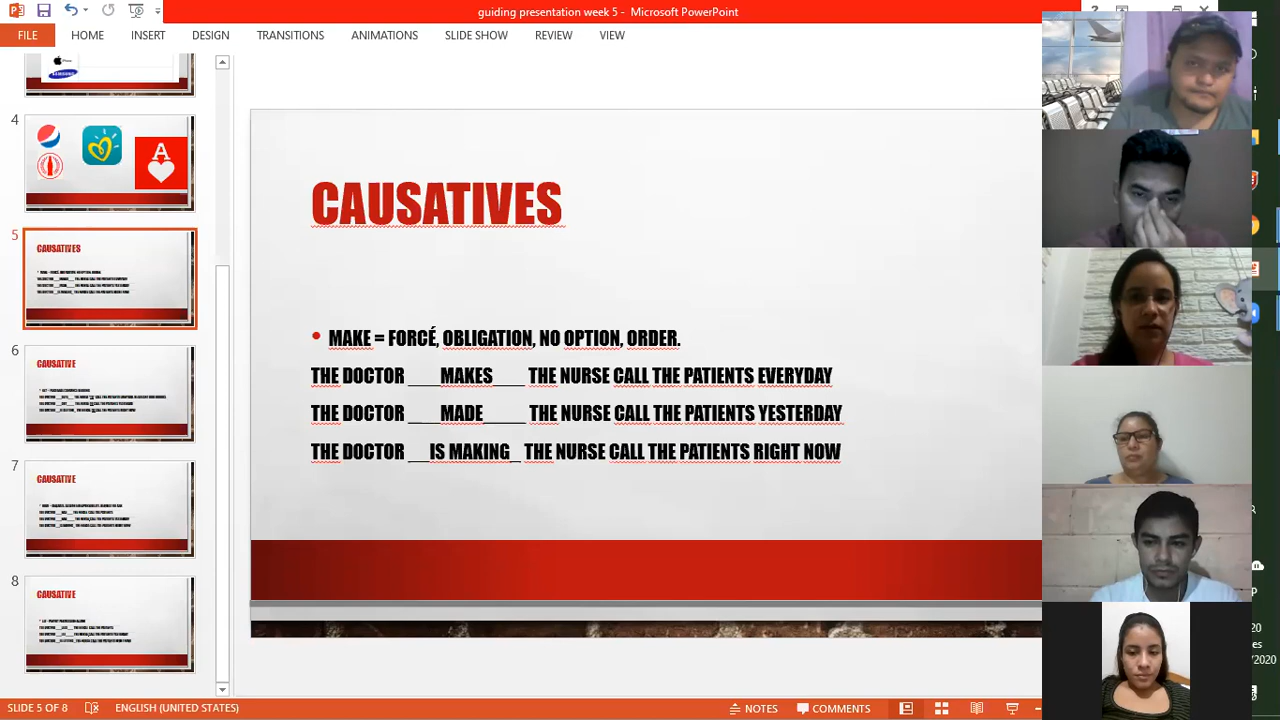 guiding presentation week 5 - Microsoft PowerPoint
FILE HOME INSERT DESIGN TRANSITIONS ANIMATIONS SLIDE SHOW REVIEW VIEW
SAMSUNG
4
A
5
CAUSATIVES
6
CAUSATIVE
7
CAUSATIVE
8
CAUSATIVE
CAUSATIVES
• MAKE = FORCÉ, OBLIGATION, NO OPTION, ORDER.
THE DOCTOR ___MAKES___ THE NURSE CALL THE PATIENTS EVERYDAY
THE DOCTOR ___MADE____ THE NURSE CALL THE PATIENTS YESTERDAY
THE DOCTOR __IS MAKING_ THE NURSE CALL THE PATIENTS RIGHT NOW
SLIDE 5 OF 8 ENGLISH (UNITED STATES) NOTES COMMENTS